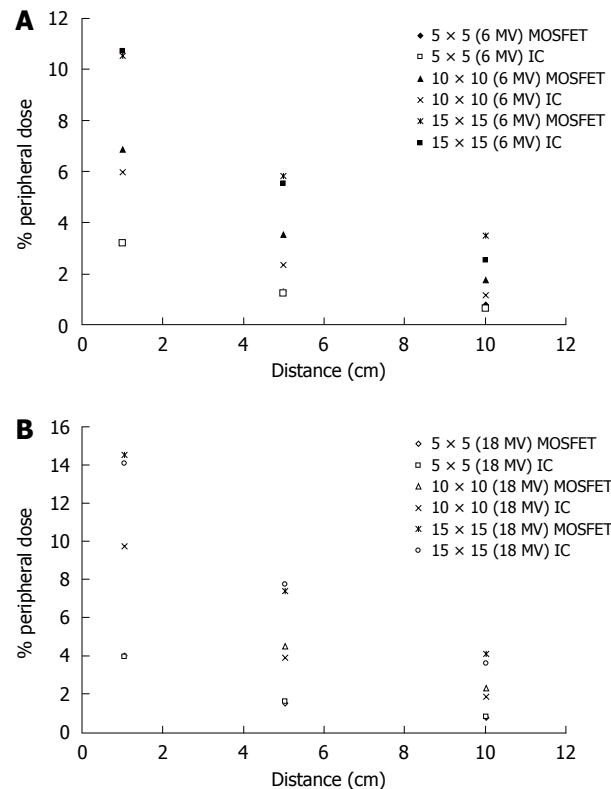 A
12
10
8
6
4
2
0
% peripheral dose
0 2 4 6 8 10 12
Distance (cm)
5 × 5 (6 MV) MOSFET
5 × 5 (6 MV) IC
10 × 10 (6 MV) MOSFET
10 × 10 (6 MV) IC
15 × 15 (6 MV) MOSFET
15 × 15 (6 MV) IC
B
16
14
12
10
8
6
4
2
0
% peripheral dose
0 2 4 6 8 10 12
Distance (cm)
5 × 5 (18 MV) MOSFET
5 × 5 (18 MV) IC
10 × 10 (18 MV) MOSFET
10 × 10 (18 MV) IC
15 × 15 (18 MV) MOSFET
15 × 15 (18 MV) IC